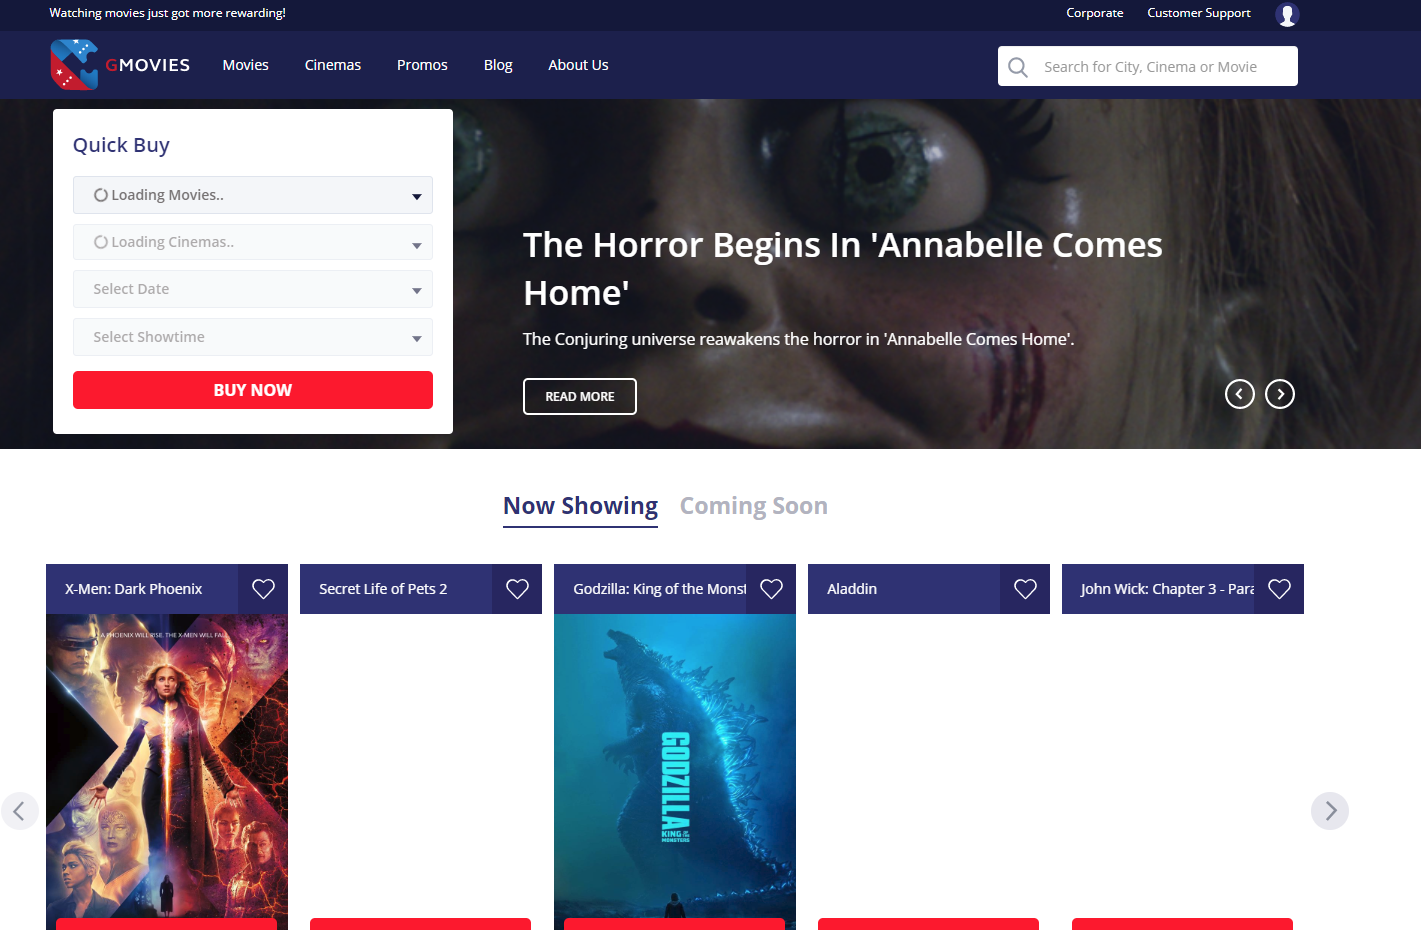 Watching movies just got more rewarding!
Corporate
Customer Support
GMOVIES
Movies
Cinemas
Promos
Blog
About Us
Search for City, Cinema or Movie
Quick Buy
Loading Movies..
Loading Cinemas..
Select Date
Select Showtime
BUY NOW
The Horror Begins In 'Annabelle Comes
Home'
The Conjuring universe reawakens the horror in 'Annabelle Comes Home'.
READ MORE
Now Showing
Coming Soon
X-Men: Dark Phoenix
Secret Life of Pets 2
Godzilla: King of the Monst
Aladdin
John Wick: Chapter 3 - Para
A PHOENIX WILL RISE. THE X-MEN WILL FALL
GODZILLA
KING OF THE
MONSTERS